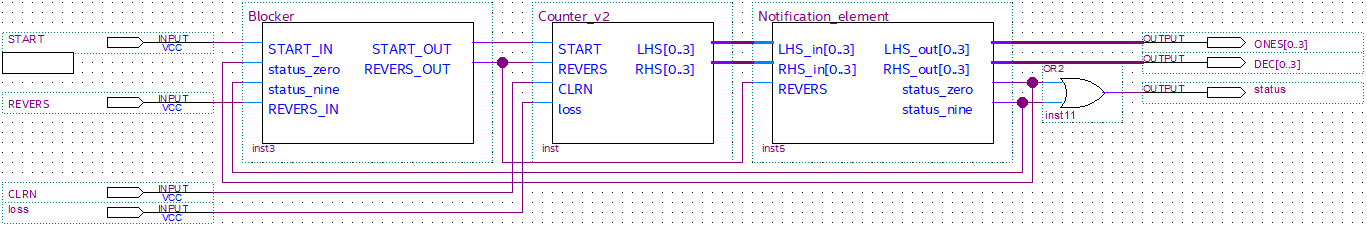 Blocker
Counter_v2
Notification_element
START
INPUT
VCC
START_IN
START_OUT
START
LHS[0..3]
LHS_in[0..3]
LHS_out[0..3]
OUTPUT
ONES[0..3]
status_zero
REVERS_OUT
REVERS
RHS[0..3]
RHS_in[0..3]
RHS_out[0..3]
OUTPUT
DEC[0..3]
status_nine
CLRN
REVERS
status_zero
OR2
OUTPUT
status
REVERS
INPUT
VCC
REVERS_IN
loss
status_nine
inst11
inst3
inst
inst5
CLRN
INPUT
VCC
loss
INPUT
VCC